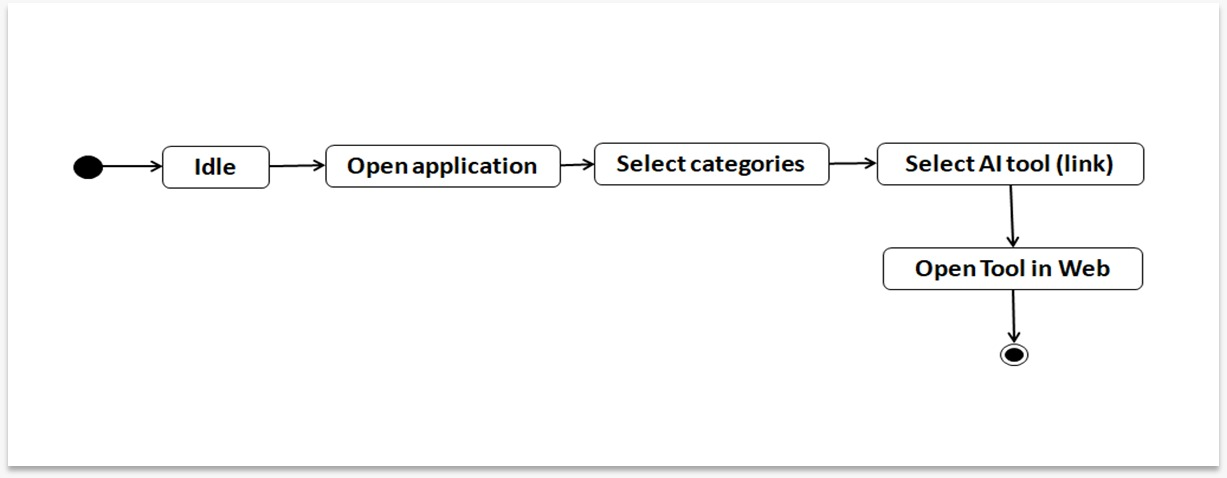 Idle
Open application
Select categories
Select AI tool (link)
Open Tool in Web